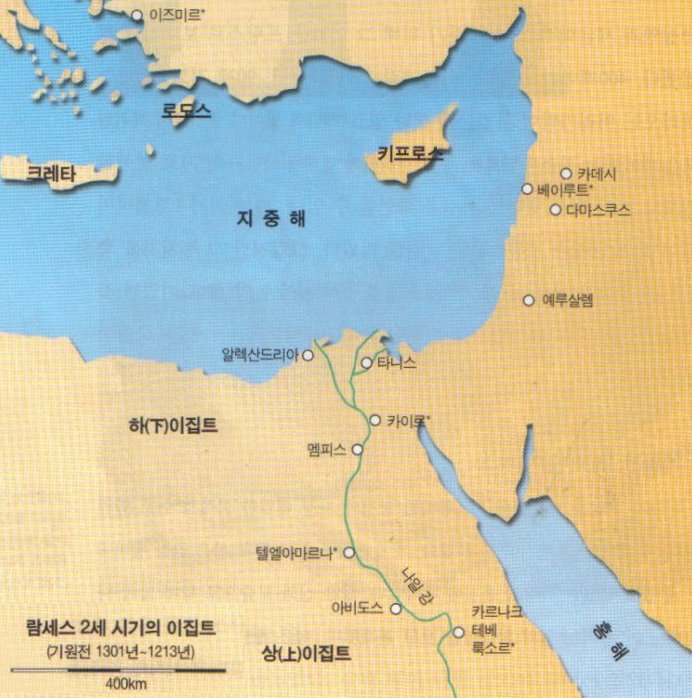 이즈미르*
로도스
키프로스
크레타
카데시
베이루트*
다마스쿠스
지중해
예루살렘
알렉산드리아
타니스
하(下)이집트
카이로*
멤피스
텔엘아마르나*
나일 강
아비도스
카르나크
테베
룩소르*
홍해
람세스 2세 시기의 이집트
(기원전 1301년~1213년)
상(上)이집트
400km